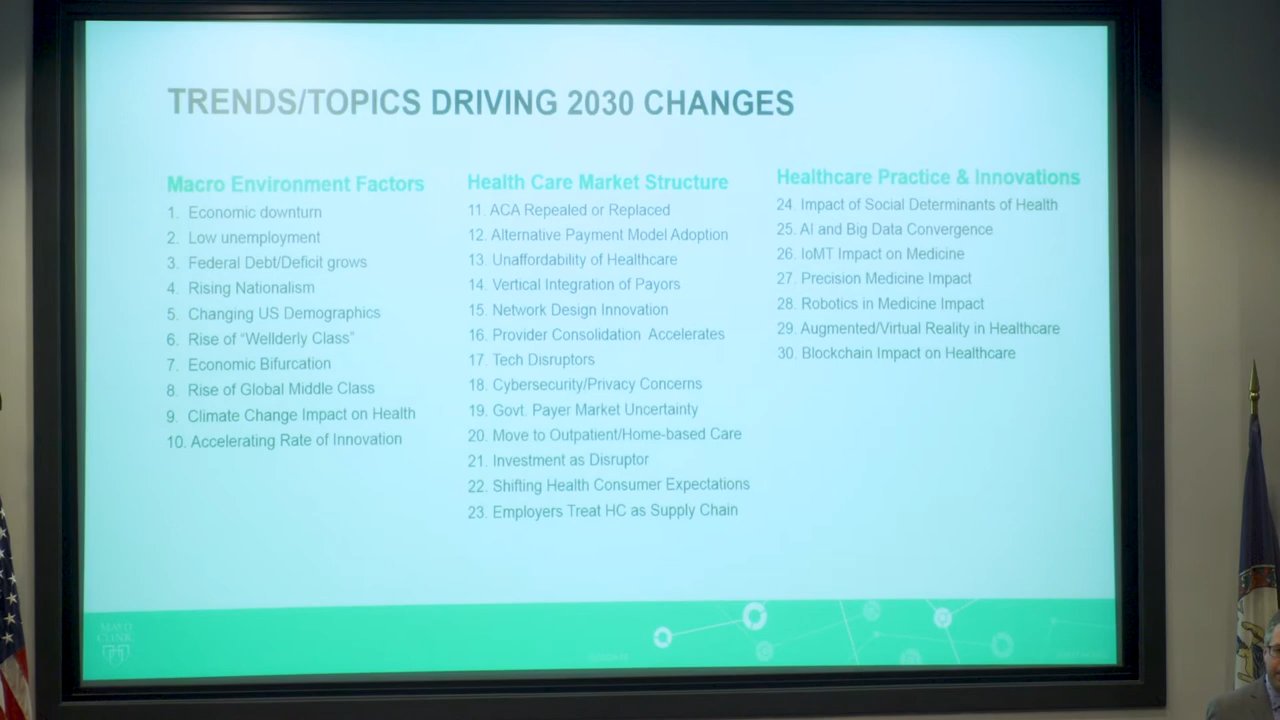 TRENDS/TOPICS DRIVING 2030 CHANGES
Macro Environment Factors
1. Economic downturn
2. Low unemployment
3. Federal Debt/Deficit grows
4. Rising Nationalism
5. Changing US Demographics
6. Rise of “Wellderly Class”
7. Economic Bifurcation
8. Rise of Global Middle Class
9. Climate Change Impact on Health
10. Accelerating Rate of Innovation
Health Care Market Structure
11. ACA Repealed or Replaced
12. Alternative Payment Model Adoption
13. Unaffordability of Healthcare
14. Vertical Integration of Payors
15. Network Design Innovation
16. Provider Consolidation Accelerates
17. Tech Disruptors
18. Cybersecurity/Privacy Concerns
19. Govt. Payer Market Uncertainty
20. Move to Outpatient/Home-based Care
21. Investment as Disruptor
22. Shifting Health Consumer Expectations
23. Employers Treat HC as Supply Chain
Healthcare Practice & Innovations
24. Impact of Social Determinants of Health
25. AI and Big Data Convergence
26. IoMT Impact on Medicine
27. Precision Medicine Impact
28. Robotics in Medicine Impact
29. Augmented/Virtual Reality in Healthcare
30. Blockchain Impact on Healthcare
MAYO
CLINIC